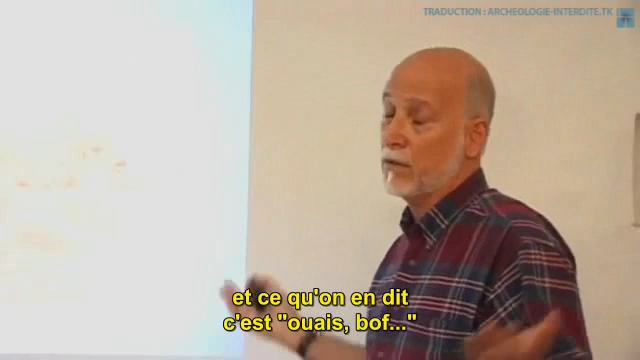 TRADUCTION : ARCHEOLOGIE-INTERDITE.TK
et ce qu'on en dit
c'est "ouais, bof..."